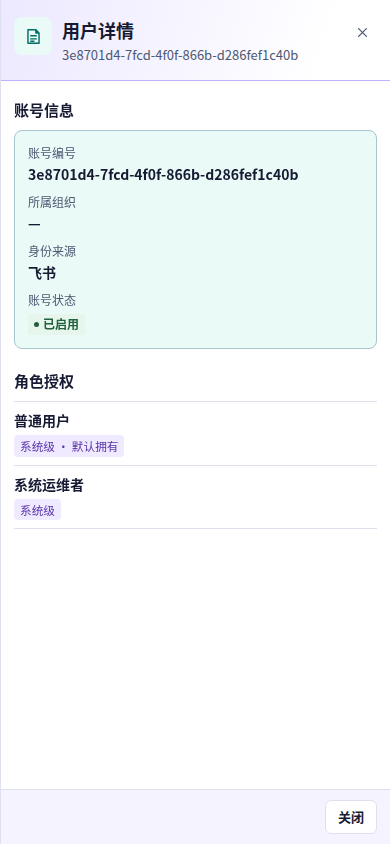 用户详情
3e8701d4-7fcd-4f0f-866b-d286fef1c40b
账号信息
账号编号
3e8701d4-7fcd-4f0f-866b-d286fef1c40b
所属组织
—
身份来源
飞书
账号状态
已启用
角色授权
普通用户
系统级 · 默认拥有
系统运维者
系统级
关闭